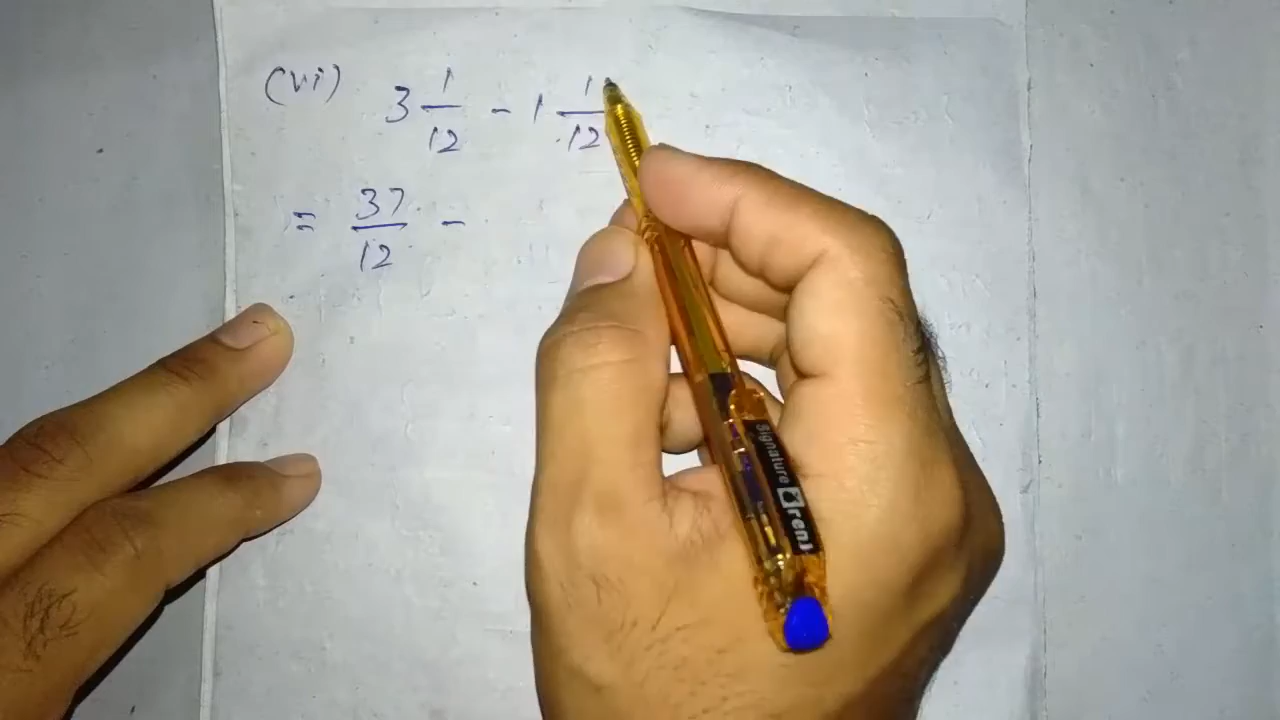 (vi) 3 1/12 - 1 1/12
= 37/12 -
Signature